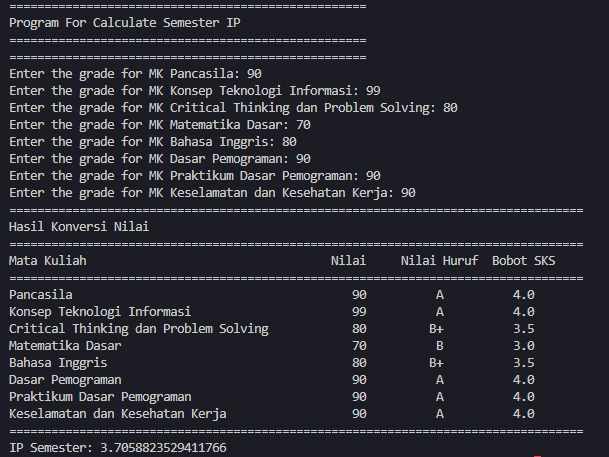 ===================================================
Program For Calculate Semester IP
===================================================
===================================================
Enter the grade for MK Pancasila: 90
Enter the grade for MK Konsep Teknologi Informasi: 99
Enter the grade for MK Critical Thinking dan Problem Solving: 80
Enter the grade for MK Matematika Dasar: 70
Enter the grade for MK Bahasa Inggris: 80
Enter the grade for MK Dasar Pemograman: 90
Enter the grade for MK Praktikum Dasar Pemograman: 90
Enter the grade for MK Keselamatan dan Kesehatan Kerja: 90
==================================================================================
Hasil Konversi Nilai
==================================================================================
Mata Kuliah Nilai Nilai Huruf Bobot SKS
==================================================================================
Pancasila 90 A 4.0
Konsep Teknologi Informasi 99 A 4.0
Critical Thinking dan Problem Solving 80 B+ 3.5
Matematika Dasar 70 B 3.0
Bahasa Inggris 80 B+ 3.5
Dasar Pemograman 90 A 4.0
Praktikum Dasar Pemograman 90 A 4.0
Keselamatan dan Kesehatan Kerja 90 A 4.0
==================================================================================
IP Semester: 3.7058823529411766